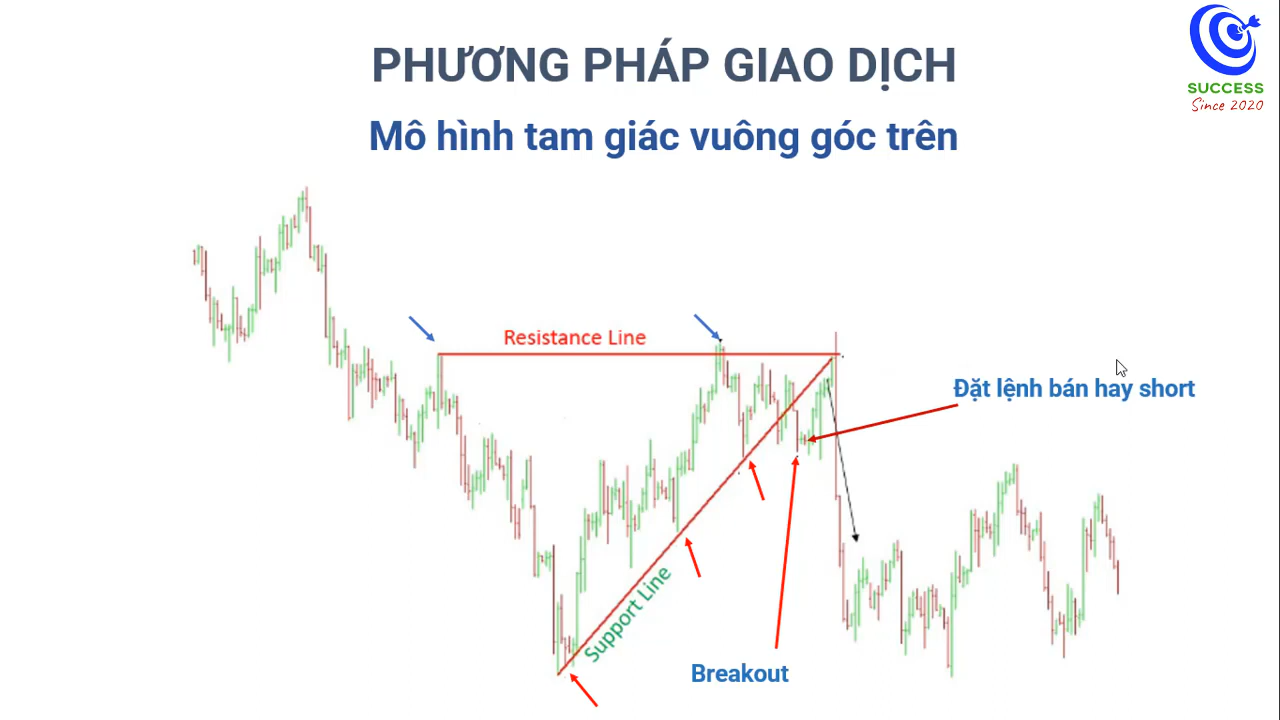 SUCCESS
Since 2020
PHƯƠNG PHÁP GIAO DỊCH
Mô hình tam giác vuông góc trên
Resistance Line
Đặt lệnh bán hay short
Support Line
Breakout